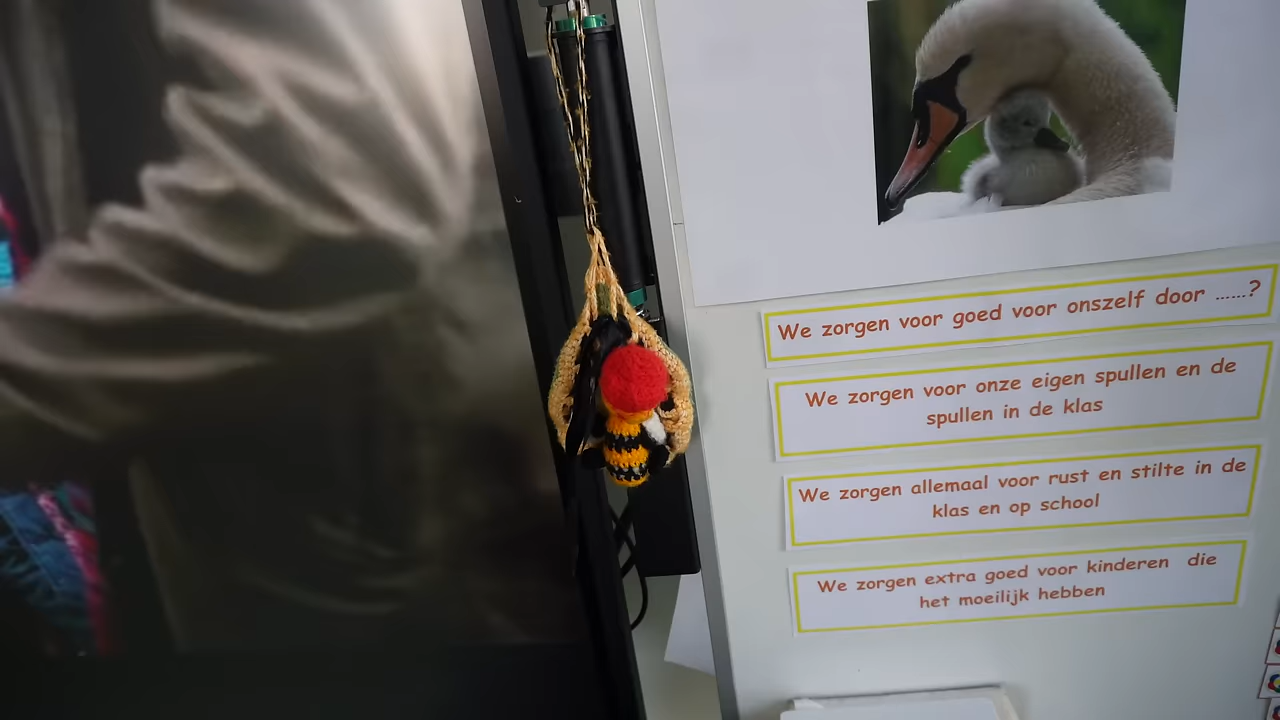 We zorgen voor goed voor onszelf door ......?
We zorgen voor onze eigen spullen en de
spullen in de klas
We zorgen allemaal voor rust en stilte in de
klas en op school
We zorgen extra goed voor kinderen die
het moeilijk hebben